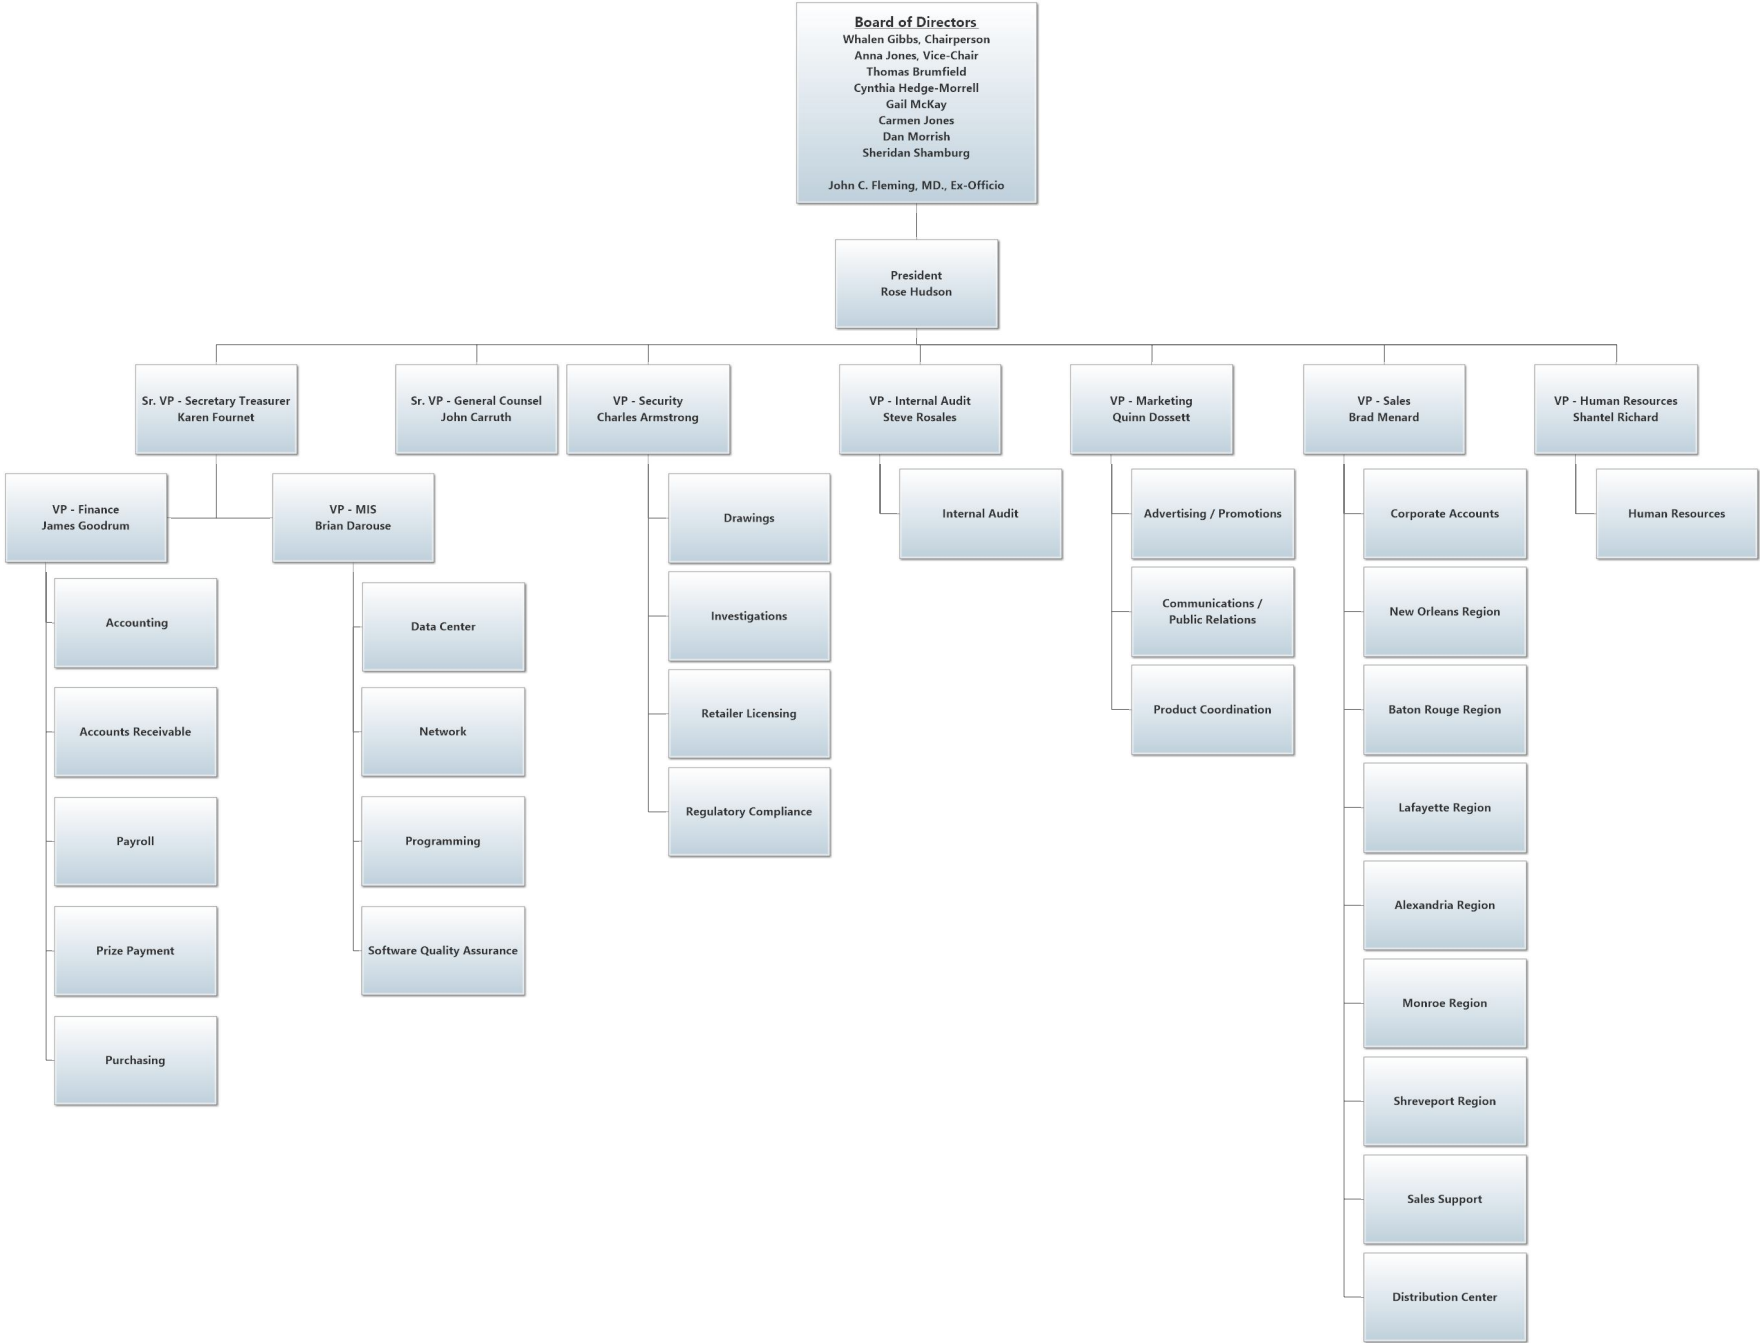 Board of Directors
Whalen Gibbs, Chairperson
Anna Jones, Vice-Chair
Thomas Brumfield
Cynthia Hedge-Morrell
Gail McKay
Carmen Jones
Dan Morrish
Sheridan Shamburg
John C. Fleming, MD., Ex-Officio
President
Rose Hudson
Sr. VP - Secretary Treasurer
Karen Fournet
Sr. VP - General Counsel
John Carruth
VP - Security
Charles Armstrong
VP - Internal Audit
Steve Rosales
VP - Marketing
Quinn Dossett
VP - Sales
Brad Menard
VP - Human Resources
Shantel Richard
VP - Finance
James Goodrum
VP - MIS
Brian Darouse
Accounting
Accounts Receivable
Payroll
Prize Payment
Purchasing
Data Center
Network
Programming
Software Quality Assurance
Drawings
Investigations
Retailer Licensing
Regulatory Compliance
Internal Audit
Advertising / Promotions
Communications /
Public Relations
Product Coordination
Corporate Accounts
New Orleans Region
Baton Rouge Region
Lafayette Region
Alexandria Region
Monroe Region
Shreveport Region
Sales Support
Distribution Center
Human Resources